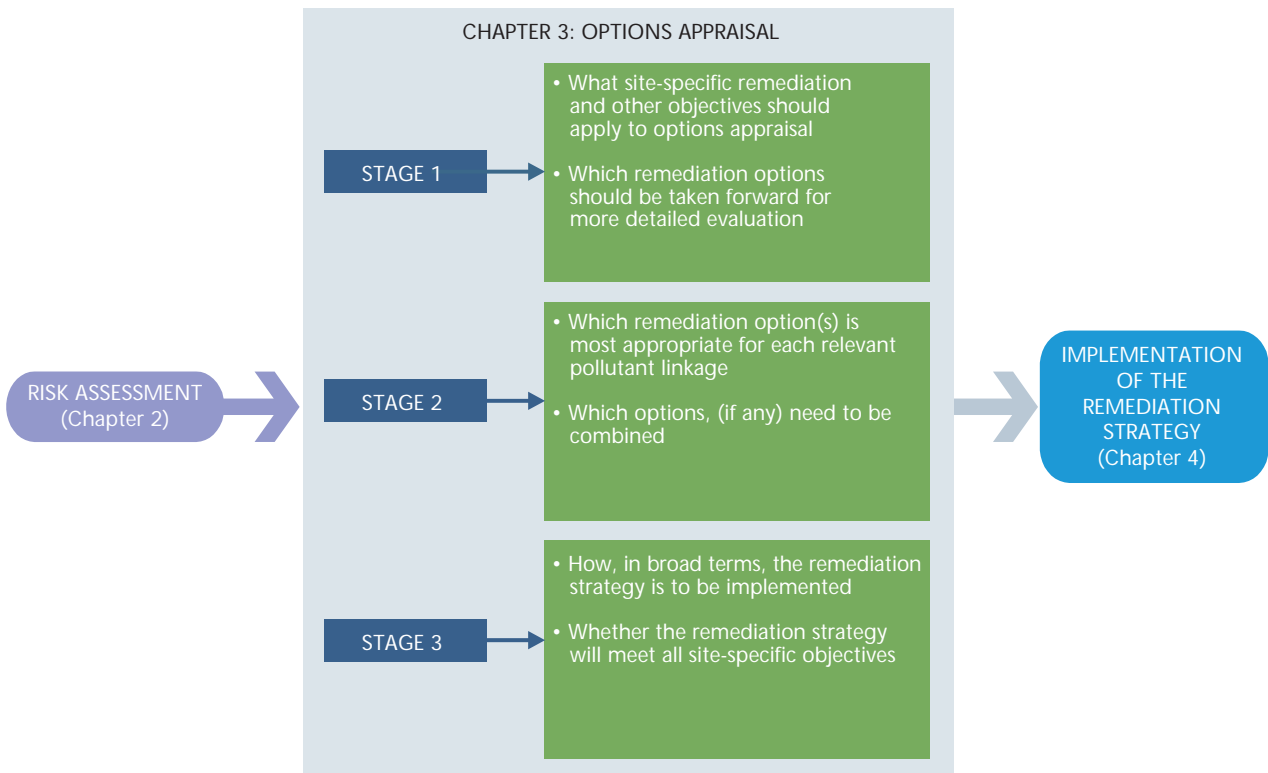 CHAPTER 3: OPTIONS APPRAISAL
STAGE 1
• What site-specific remediation
and other objectives should
apply to options appraisal
• Which remediation options
should be taken forward for
more detailed evaluation
RISK ASSESSMENT
(Chapter 2)
STAGE 2
• Which remediation option(s) is
most appropriate for each relevant
pollutant linkage
• Which options, (if any) need to be
combined
STAGE 3
• How, in broad terms, the remediation
strategy is to be implemented
• Whether the remediation strategy
will meet all site-specific objectives
IMPLEMENTATION
OF THE
REMEDIATION
STRATEGY
(Chapter 4)